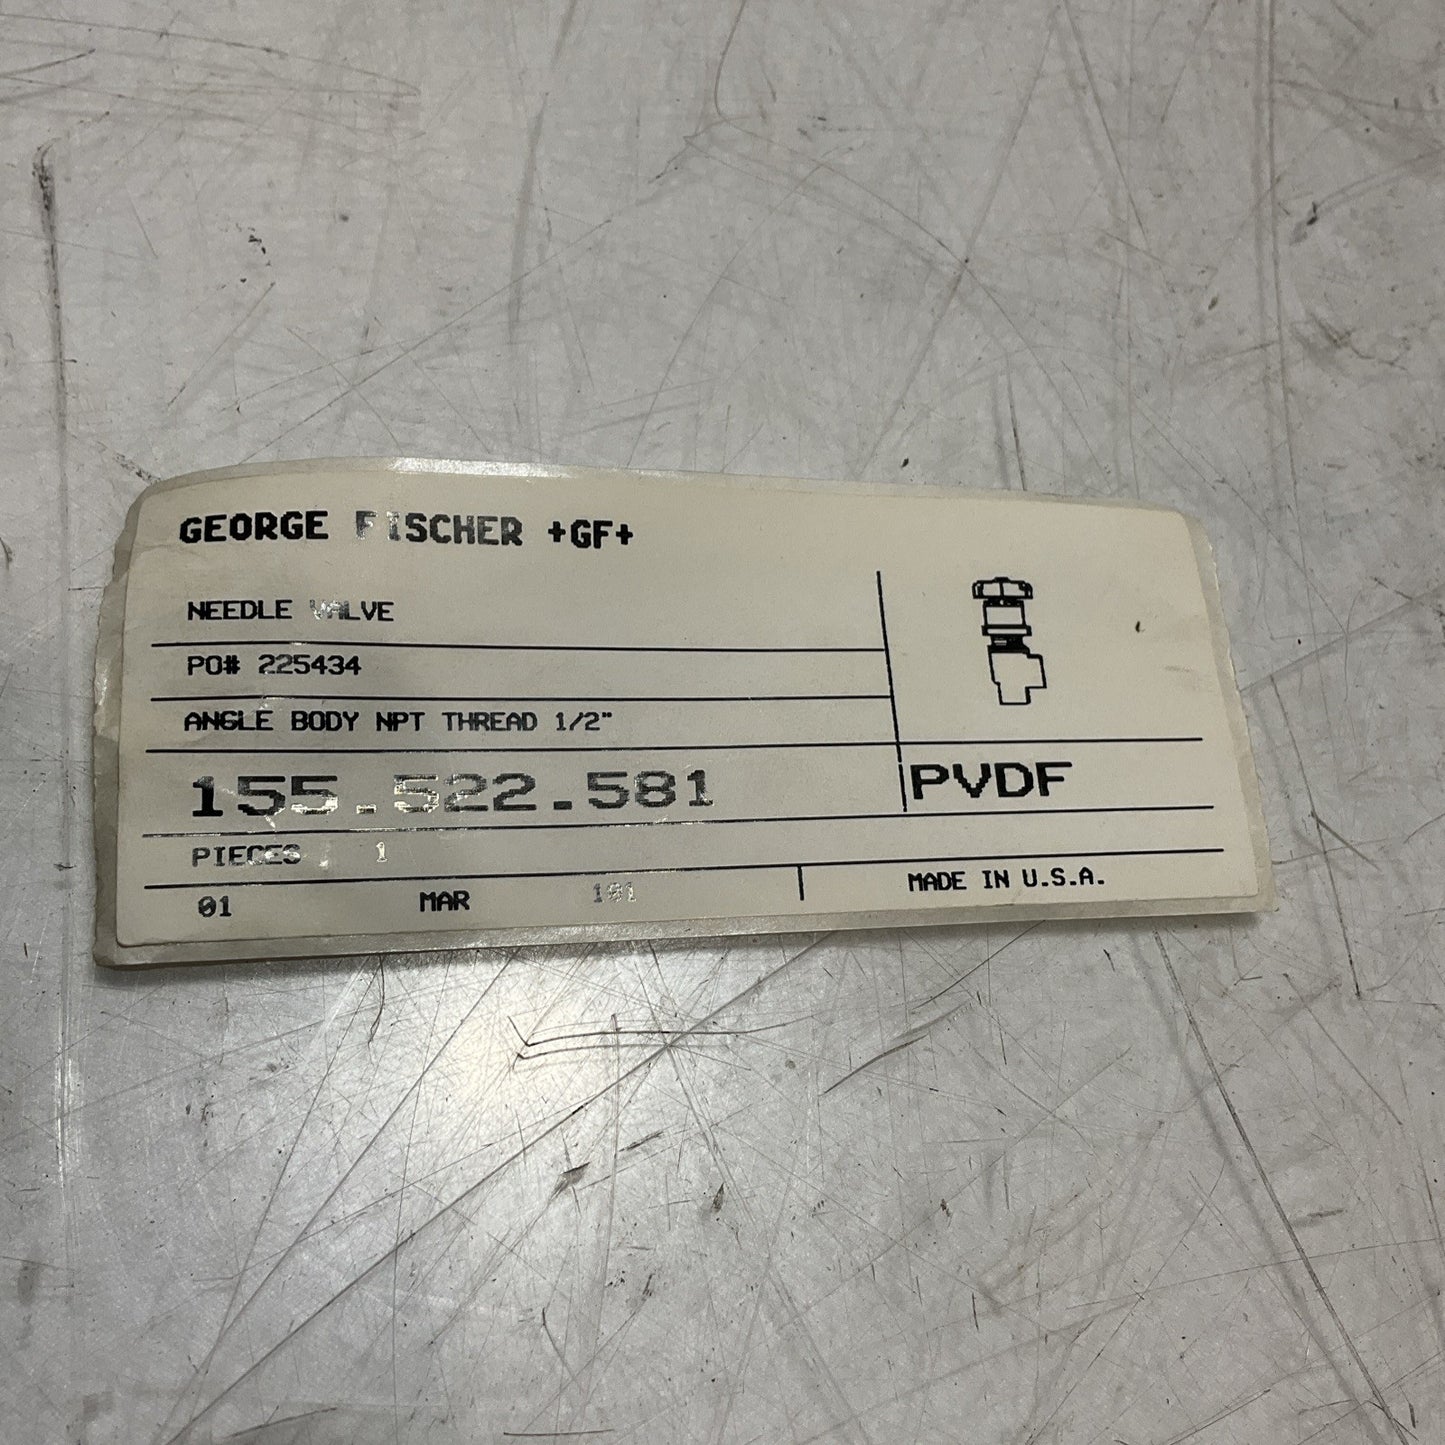 GEORGE FISCHER +GF+
NEEDLE VALVE
PO# 225434
ANGLE BODY NPT THREAD 1/2"
155.522.581 PVDF
PIECES 1
01 MAR 101 MADE IN U.S.A.